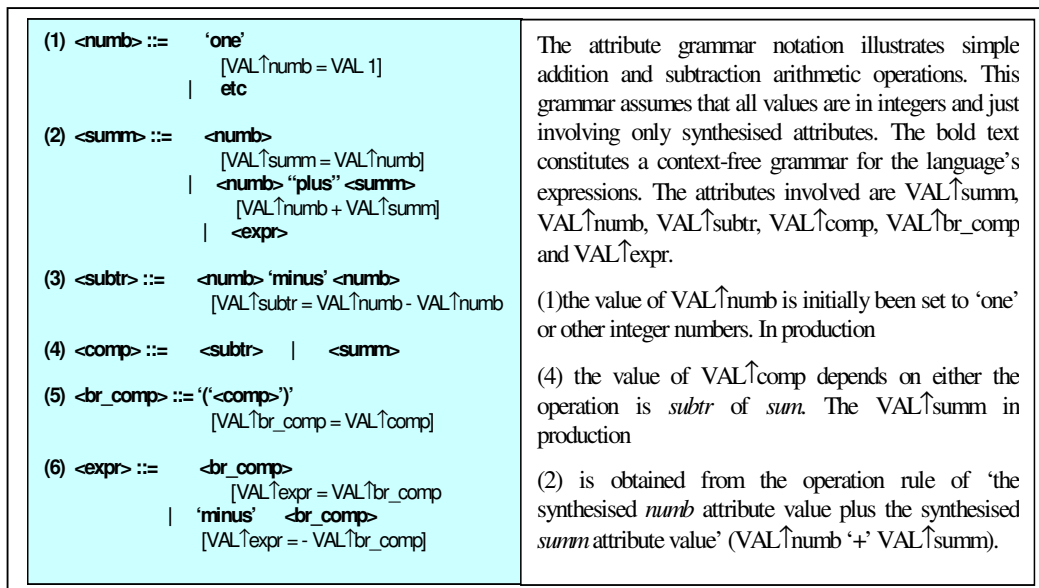 (1) <numb> ::= ‘one’
[VAL↑numb = VAL 1]
| etc
(2) <summ> ::= <numb>
[VAL↑summ = VAL↑numb]
| <numb> “plus” <summ>
[VAL↑numb + VAL↑summ]
| <expr>
(3) <subtr> ::= <numb> ‘minus’ <numb>
[VAL↑subtr = VAL↑numb - VAL↑numb
(4) <comp> ::= <subtr> | <summ>
(5) <br_comp> ::= ‘(‘<comp>’)’
[VAL↑br_comp = VAL↑comp]
(6) <expr> ::= <br_comp>
[VAL↑expr = VAL↑br_comp
| ‘minus’ <br_comp>
[VAL↑expr = - VAL↑br_comp]
The attribute grammar notation illustrates simple
addition and subtraction arithmetic operations. This
grammar assumes that all values are in integers and just
involving only synthesised attributes. The bold text
constitutes a context-free grammar for the language’s
expressions. The attributes involved are VAL↑summ,
VAL↑numb, VAL↑subtr, VAL↑comp, VAL↑br_comp
and VAL↑expr.
(1)the value of VAL↑numb is initially been set to ‘one’
or other integer numbers. In production
(4) the value of VAL↑comp depends on either the
operation is subtr of sum. The VAL↑summ in
production
(2) is obtained from the operation rule of ‘the
synthesised numb attribute value plus the synthesised
summ attribute value’ (VAL↑numb ‘+’ VAL↑summ).